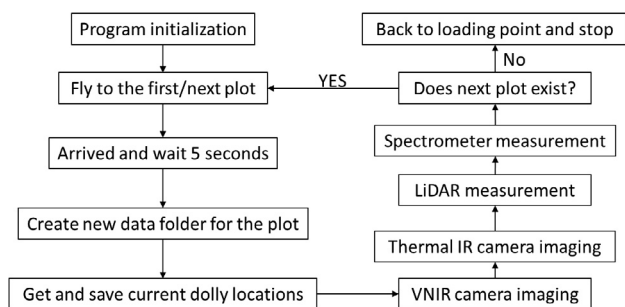 Program initialization
Fly to the first/next plot
Arrived and wait 5 seconds
Create new data folder for the plot
Get and save current dolly locations
VNIR camera imaging
Thermal IR camera imaging
LiDAR measurement
Spectrometer measurement
Does next plot exist?
YES
No
Back to loading point and stop